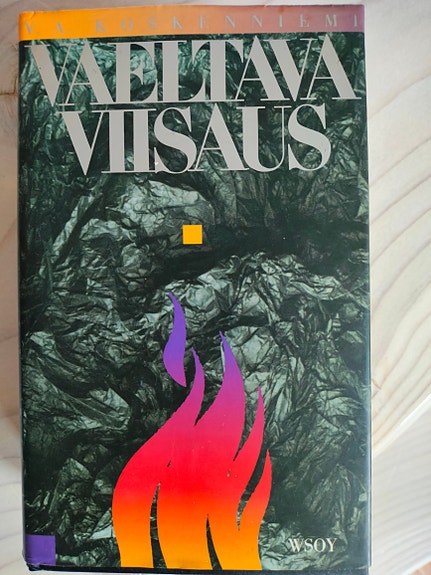 V.A. KOSKENNIEMI
VAELTAVA
VIISAUS
WSOY